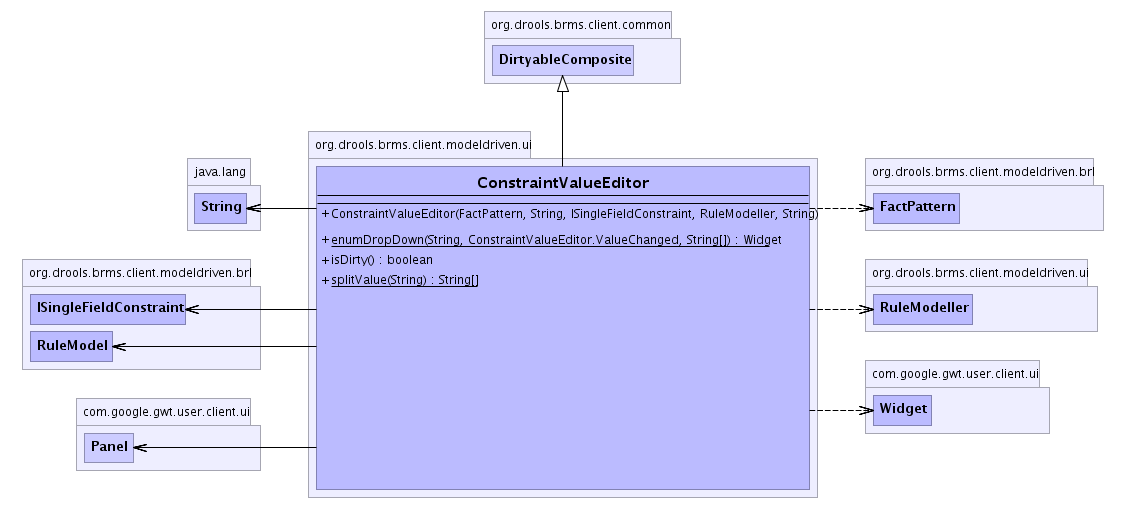 org.drools.brms.client.common
DirtyableComposite
org.drools.brms.client.modeldriven.ui
ConstraintValueEditor
+ ConstraintValueEditor(FactPattern, String, ISingleFieldConstraint, RuleModeller, String)
+ enumDropDown(String, ConstraintValueEditor.ValueChanged, String[]) : Widget
+ isDirty() : boolean
+ splitValue(String) : String[]
java.lang
String
org.drools.brms.client.modeldriven.brl
ISingleFieldConstraint
RuleModel
com.google.gwt.user.client.ui
Panel
org.drools.brms.client.modeldriven.brl
FactPattern
org.drools.brms.client.modeldriven.ui
RuleModeller
com.google.gwt.user.client.ui
Widget